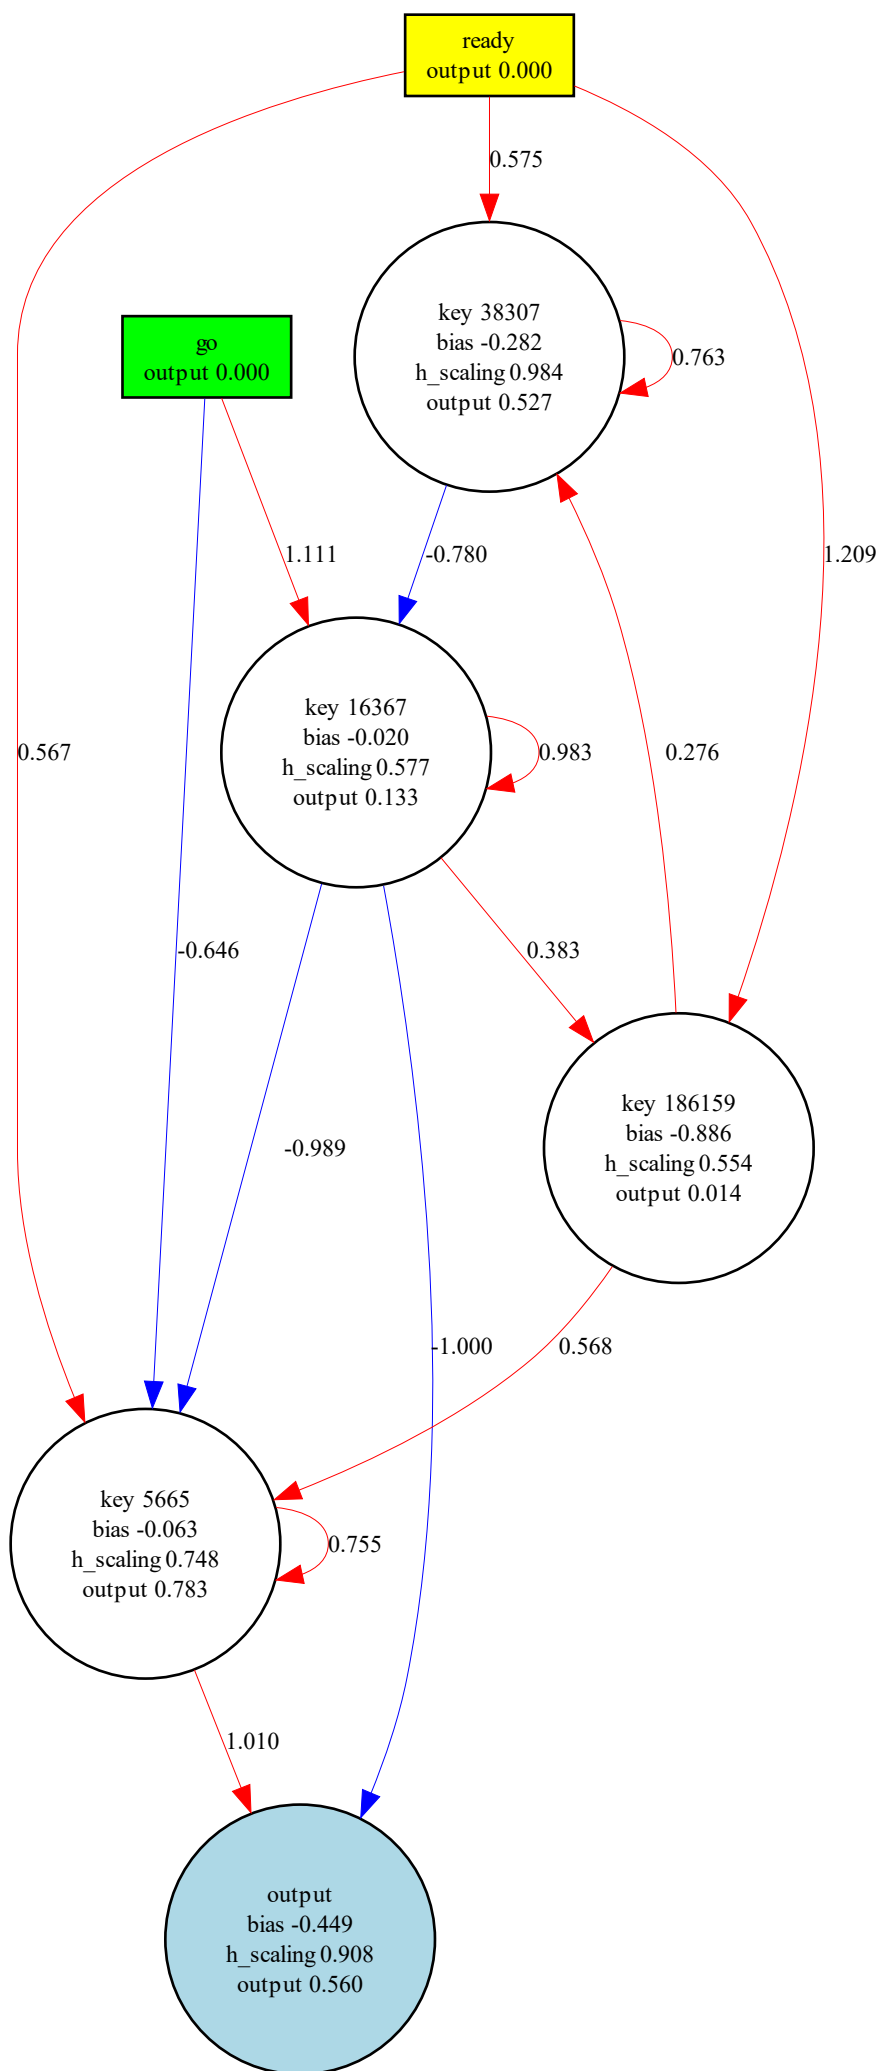 ready
output 0.000
0.575
key 38307
bias -0.282
h_scaling 0.984
output 0.527
0.763
go
output 0.000
1.111
-0.780
1.209
key 16367
bias -0.020
h_scaling 0.577
output 0.133
0.983
0.567
0.276
-0.646
0.383
-0.989
key 186159
bias -0.886
h_scaling 0.554
output 0.014
-1.000
0.568
key 5665
bias -0.063
h_scaling 0.748
output 0.783
0.755
1.010
output
bias -0.449
h_scaling 0.908
output 0.560